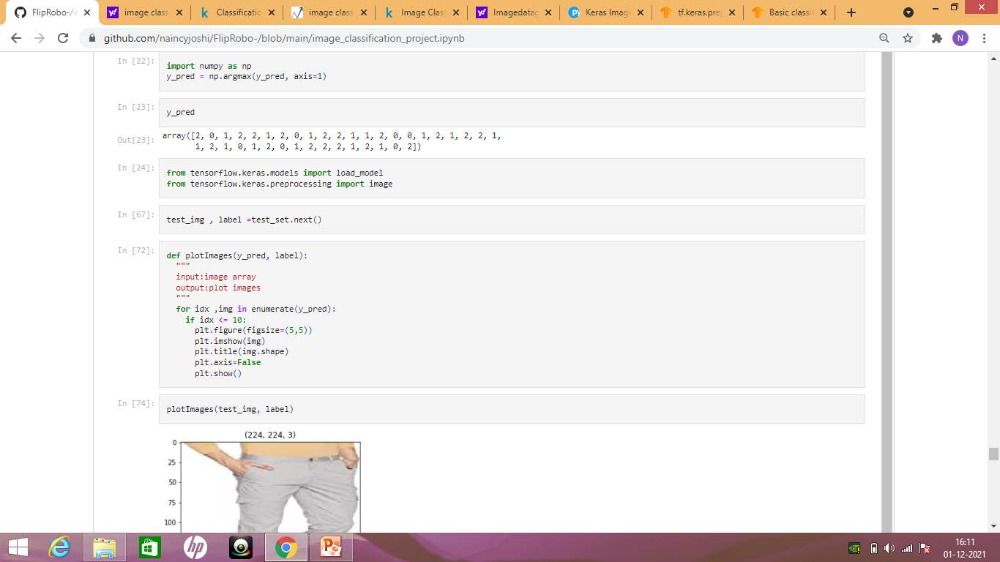 FlipRobo-/i
image class
Classificatio
image class
Image Class
Imagedatag
Keras Image
tf.keras.pre
Basic classif
github.com/naincyjoshi/FlipRobo-/blob/main/image_classification_project.ipynb
N
In [22]:
import numpy as np
y_pred = np.argmax(y_pred, axis=1)
In [23]:
y_pred
Out[23]:
array([2, 0, 1, 2, 2, 1, 2, 0, 1, 2, 2, 1, 1, 2, 0, 0, 1, 2, 1, 2, 2, 1,
1, 2, 1, 0, 1, 2, 0, 1, 2, 2, 2, 1, 2, 1, 0, 2])
In [24]:
from tensorflow.keras.models import load_model
from tensorflow.keras.preprocessing import image
In [67]:
test_img , label =test_set.next()
In [72]:
def plotImages(y_pred, label):
"""
input:image array
output:plot images
"""
for idx ,img in enumerate(y_pred):
if idx <= 10:
plt.figure(figsize=(5,5))
plt.imshow(img)
plt.title(img.shape)
plt.axis=False
plt.show()
In [74]:
plotImages(test_img, label)
(224, 224, 3)
0
25
50
75
100
16:11
01-12-2021